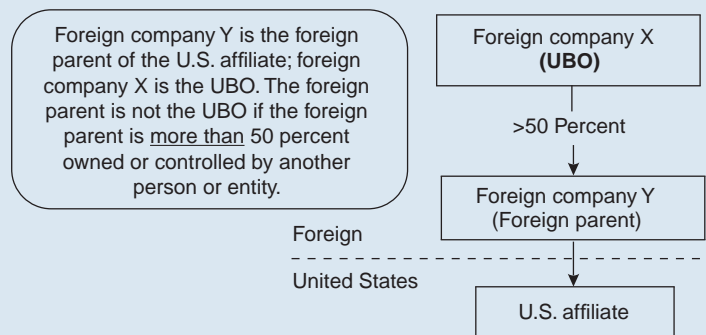 Foreign company Y is the foreign
parent of the U.S. affiliate; foreign
company X is the UBO. The foreign
parent is not the UBO if the foreign
parent is more than 50 percent
owned or controlled by another
person or entity.
Foreign company X
(UBO)
>50 Percent
Foreign company Y
(Foreign parent)
Foreign
United States
U.S. affiliate